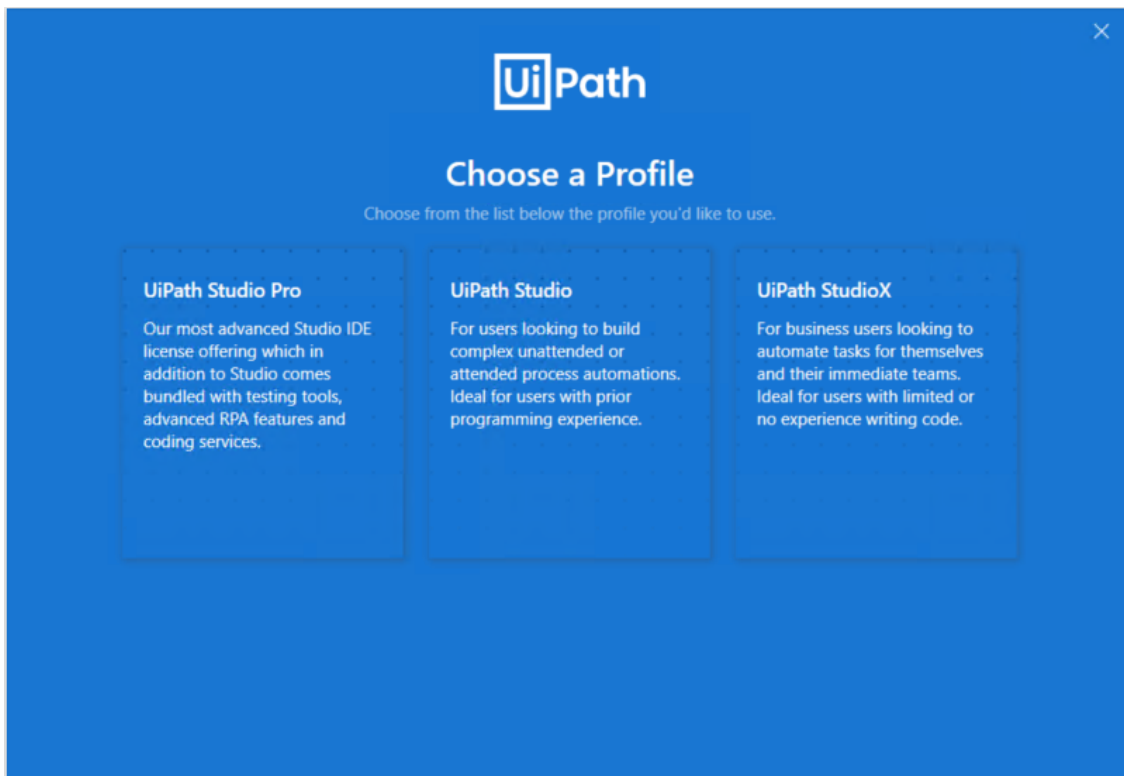 UiPath
Choose a Profile
Choose from the list below the profile you'd like to use.
UiPath Studio Pro
Our most advanced Studio IDE
license offering which in
addition to Studio comes
bundled with testing tools,
advanced RPA features and
coding services.
UiPath Studio
For users looking to build
complex unattended or
attended process automations.
Ideal for users with prior
programming experience.
UiPath StudioX
For business users looking to
automate tasks for themselves
and their immediate teams.
Ideal for users with limited or
no experience writing code.